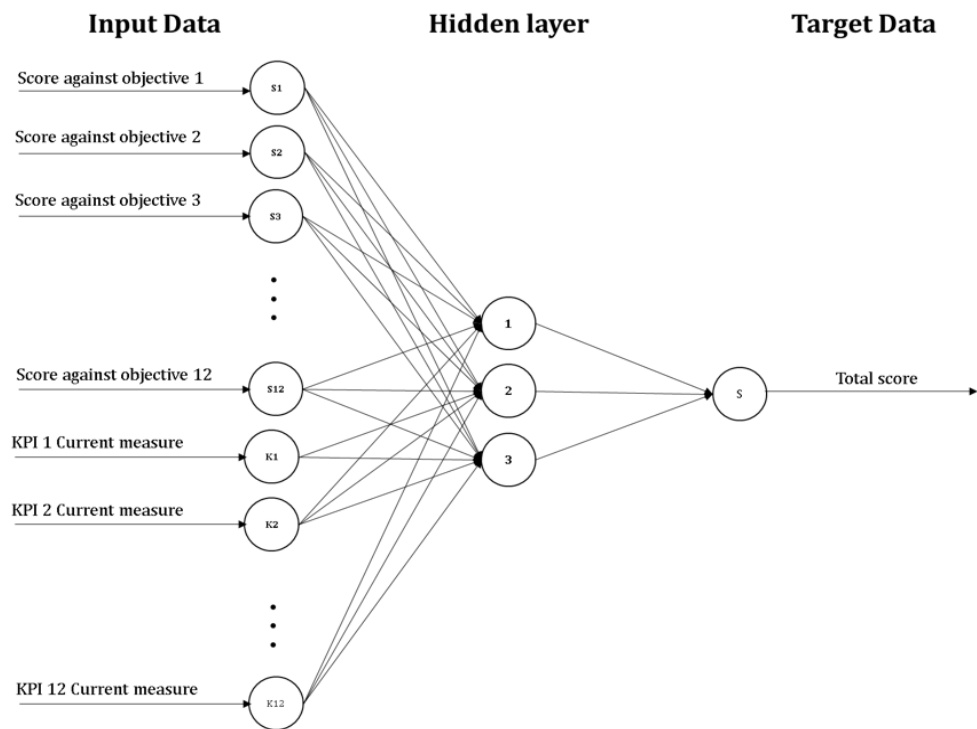 Input Data
Hidden layer
Target Data
Score against objective 1
S1
Score against objective 2
S2
Score against objective 3
S3
1
Score against objective 12
S12
2
S
Total score
KPI 1 Current measure
K1
3
KPI 2 Current measure
K2
KPI 12 Current measure
K12